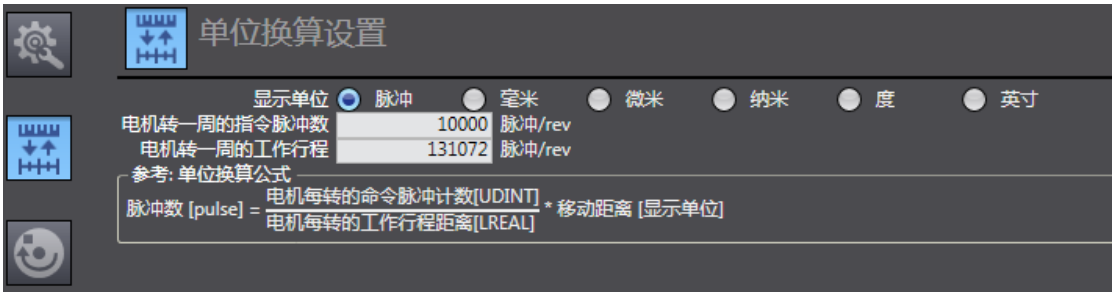 单位换算设置
显示单位 脉冲 毫米 微米 纳米 度 英寸
电机转一周的指令脉冲数 10000 脉冲/rev
电机转一周的工作行程 131072 脉冲/rev
参考: 单位换算公式
电机每转的命令脉冲计数[UDINT]
脉冲数 [pulse] = * 移动距离 [显示单位]
电机每转的工作行程距离[LREAL]